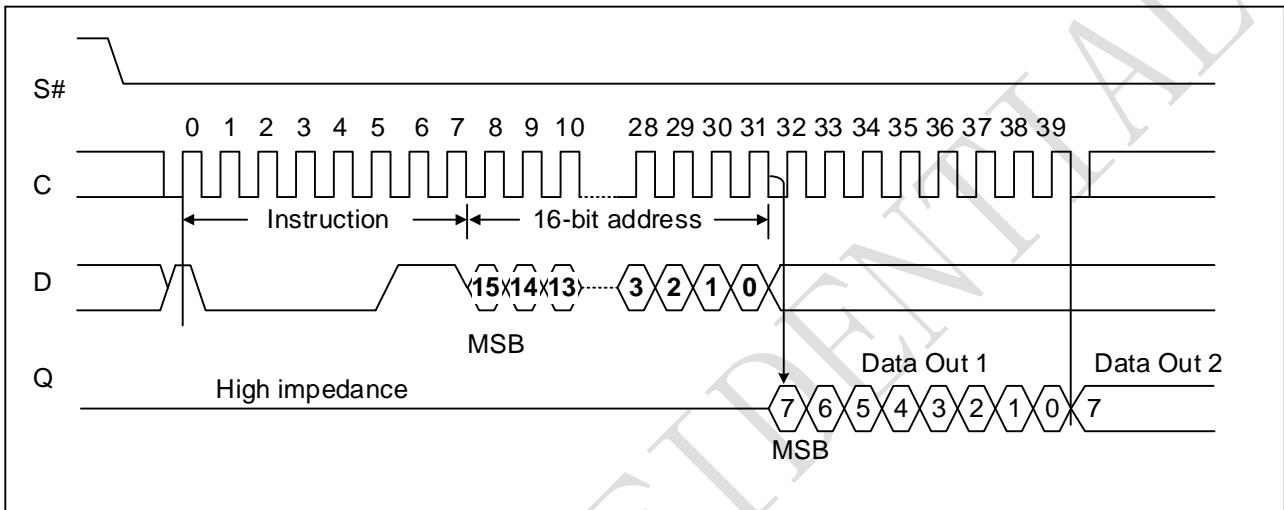 S#
0 1 2 3 4 5 6 7 8 9 10 28 29 30 31 32 33 34 35 36 37 38 39
C
Instruction 16-bit address
D
15 14 13 3 2 1 0
MSB
Q
High impedance
Data Out 1 Data Out 2
7 6 5 4 3 2 1 0 7
MSB
IDENTIAL